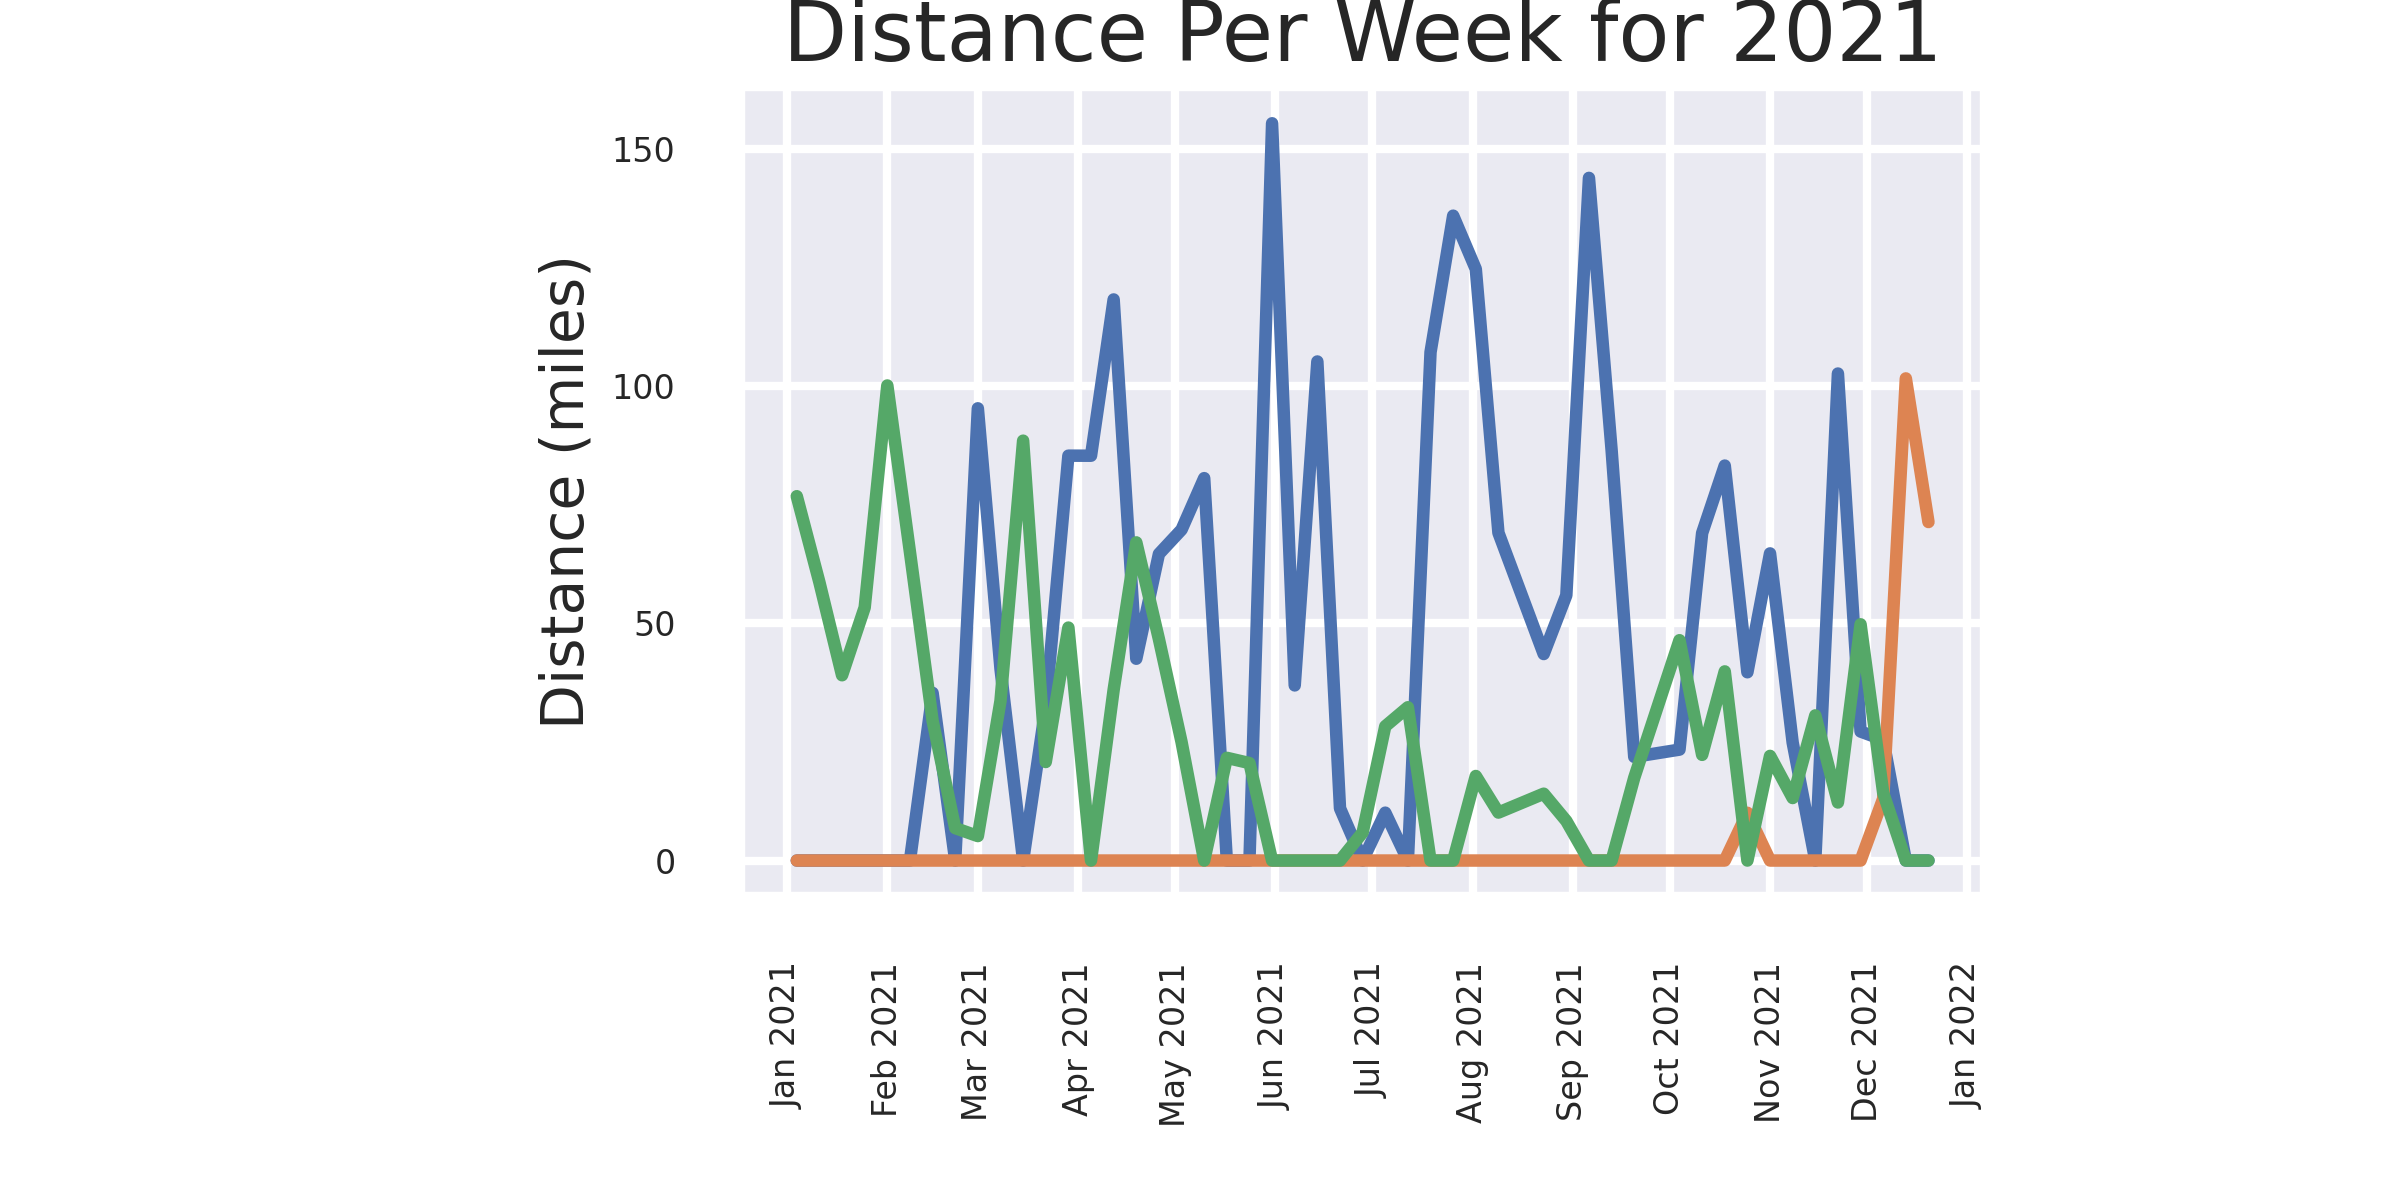 Distance Per Week for 2021
Distance (miles)
150
100
50
0
Jan 2021
Feb 2021
Mar 2021
Apr 2021
May 2021
Jun 2021
Jul 2021
Aug 2021
Sep 2021
Oct 2021
Nov 2021
Dec 2021
Jan 2022